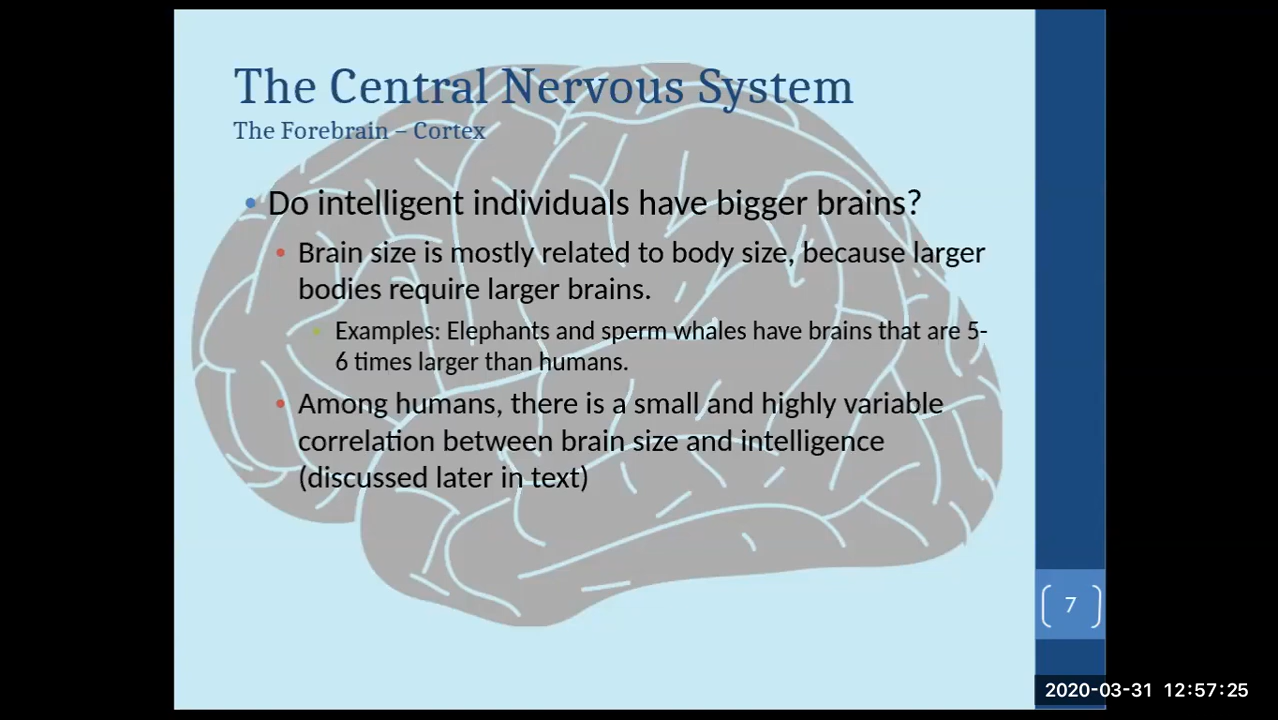 The Central Nervous System
The Forebrain – Cortex
• Do intelligent individuals have bigger brains?
• Brain size is mostly related to body size, because larger
bodies require larger brains.
• Examples: Elephants and sperm whales have brains that are 5-
6 times larger than humans.
• Among humans, there is a small and highly variable
correlation between brain size and intelligence
(discussed later in text)
7
2020-03-31 12:57:25